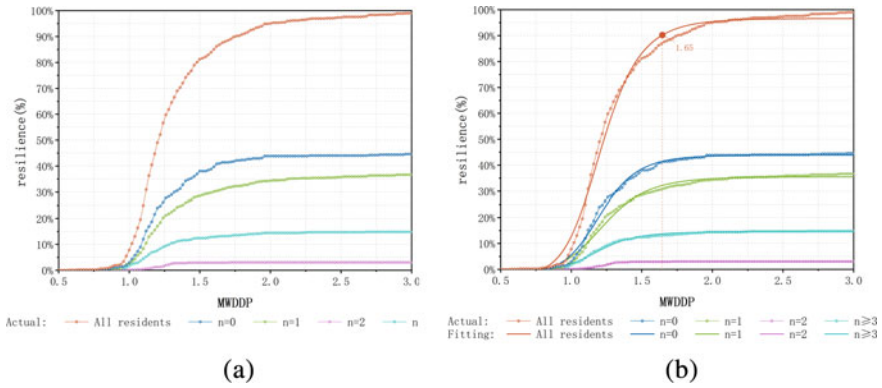 100%
90%
80%
70%
60%
50%
40%
30%
20%
10%
0%
resilience(%)
0.5 1.0 1.5 2.0 2.5 3.0
MWDDP
Actual: All residents n=0 n=1 n=2 n
(a)
100%
90%
80%
70%
60%
50%
40%
30%
20%
10%
0%
resilience(%)
1.65
0.5 1.0 1.5 2.0 2.5 3.0
MWDDP
Actual: All residents n=0 n=1 n=2 n≥3
Fitting: All residents n=0 n=1 n=2 n≥3
(b)